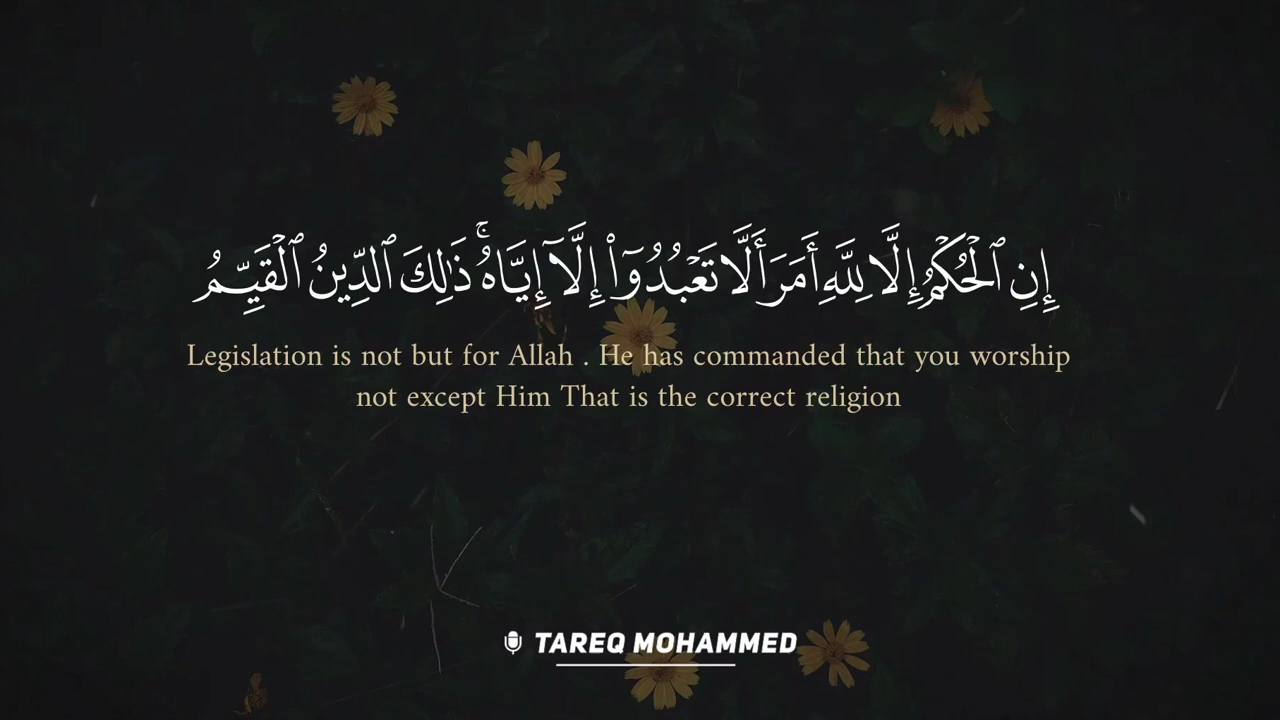 إِنِ ٱلْحُكْمُ إِلَّا لِلَّهِ أَمَرَ أَلَّا تَعْبُدُوٓا۟ إِلَّآ إِيَّاهُ ۚ ذَٰلِكَ ٱلدِّينُ ٱلْقَيِّمُ
Legislation is not but for Allah . He has commanded that you worship
not except Him That is the correct religion
TAREQ MOHAMMED